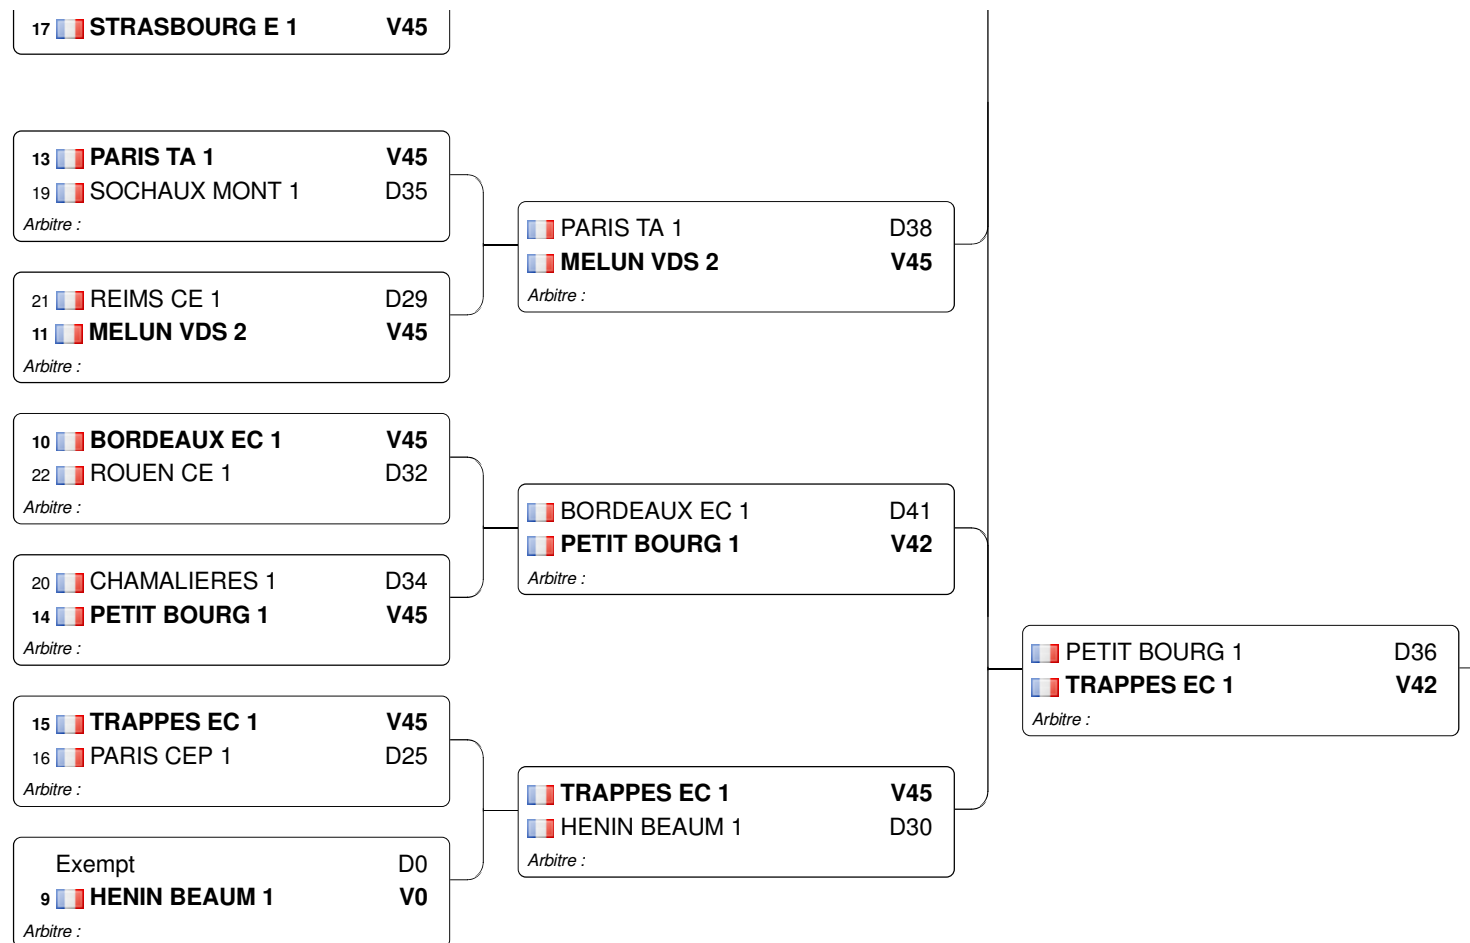 17 STRASBOURG E 1 V45
13 PARIS TA 1 V45
19 SOCHAUX MONT 1 D35
Arbitre :
21 REIMS CE 1 D29
11 MELUN VDS 2 V45
Arbitre :
10 BORDEAUX EC 1 V45
22 ROUEN CE 1 D32
Arbitre :
20 CHAMALIERES 1 D34
14 PETIT BOURG 1 V45
Arbitre :
15 TRAPPES EC 1 V45
16 PARIS CEP 1 D25
Arbitre :
Exempt D0
9 HENIN BEAUM 1 V0
Arbitre :
PARIS TA 1 D38
MELUN VDS 2 V45
Arbitre :
BORDEAUX EC 1 D41
PETIT BOURG 1 V42
Arbitre :
TRAPPES EC 1 V45
HENIN BEAUM 1 D30
Arbitre :
PETIT BOURG 1 D36
TRAPPES EC 1 V42
Arbitre :